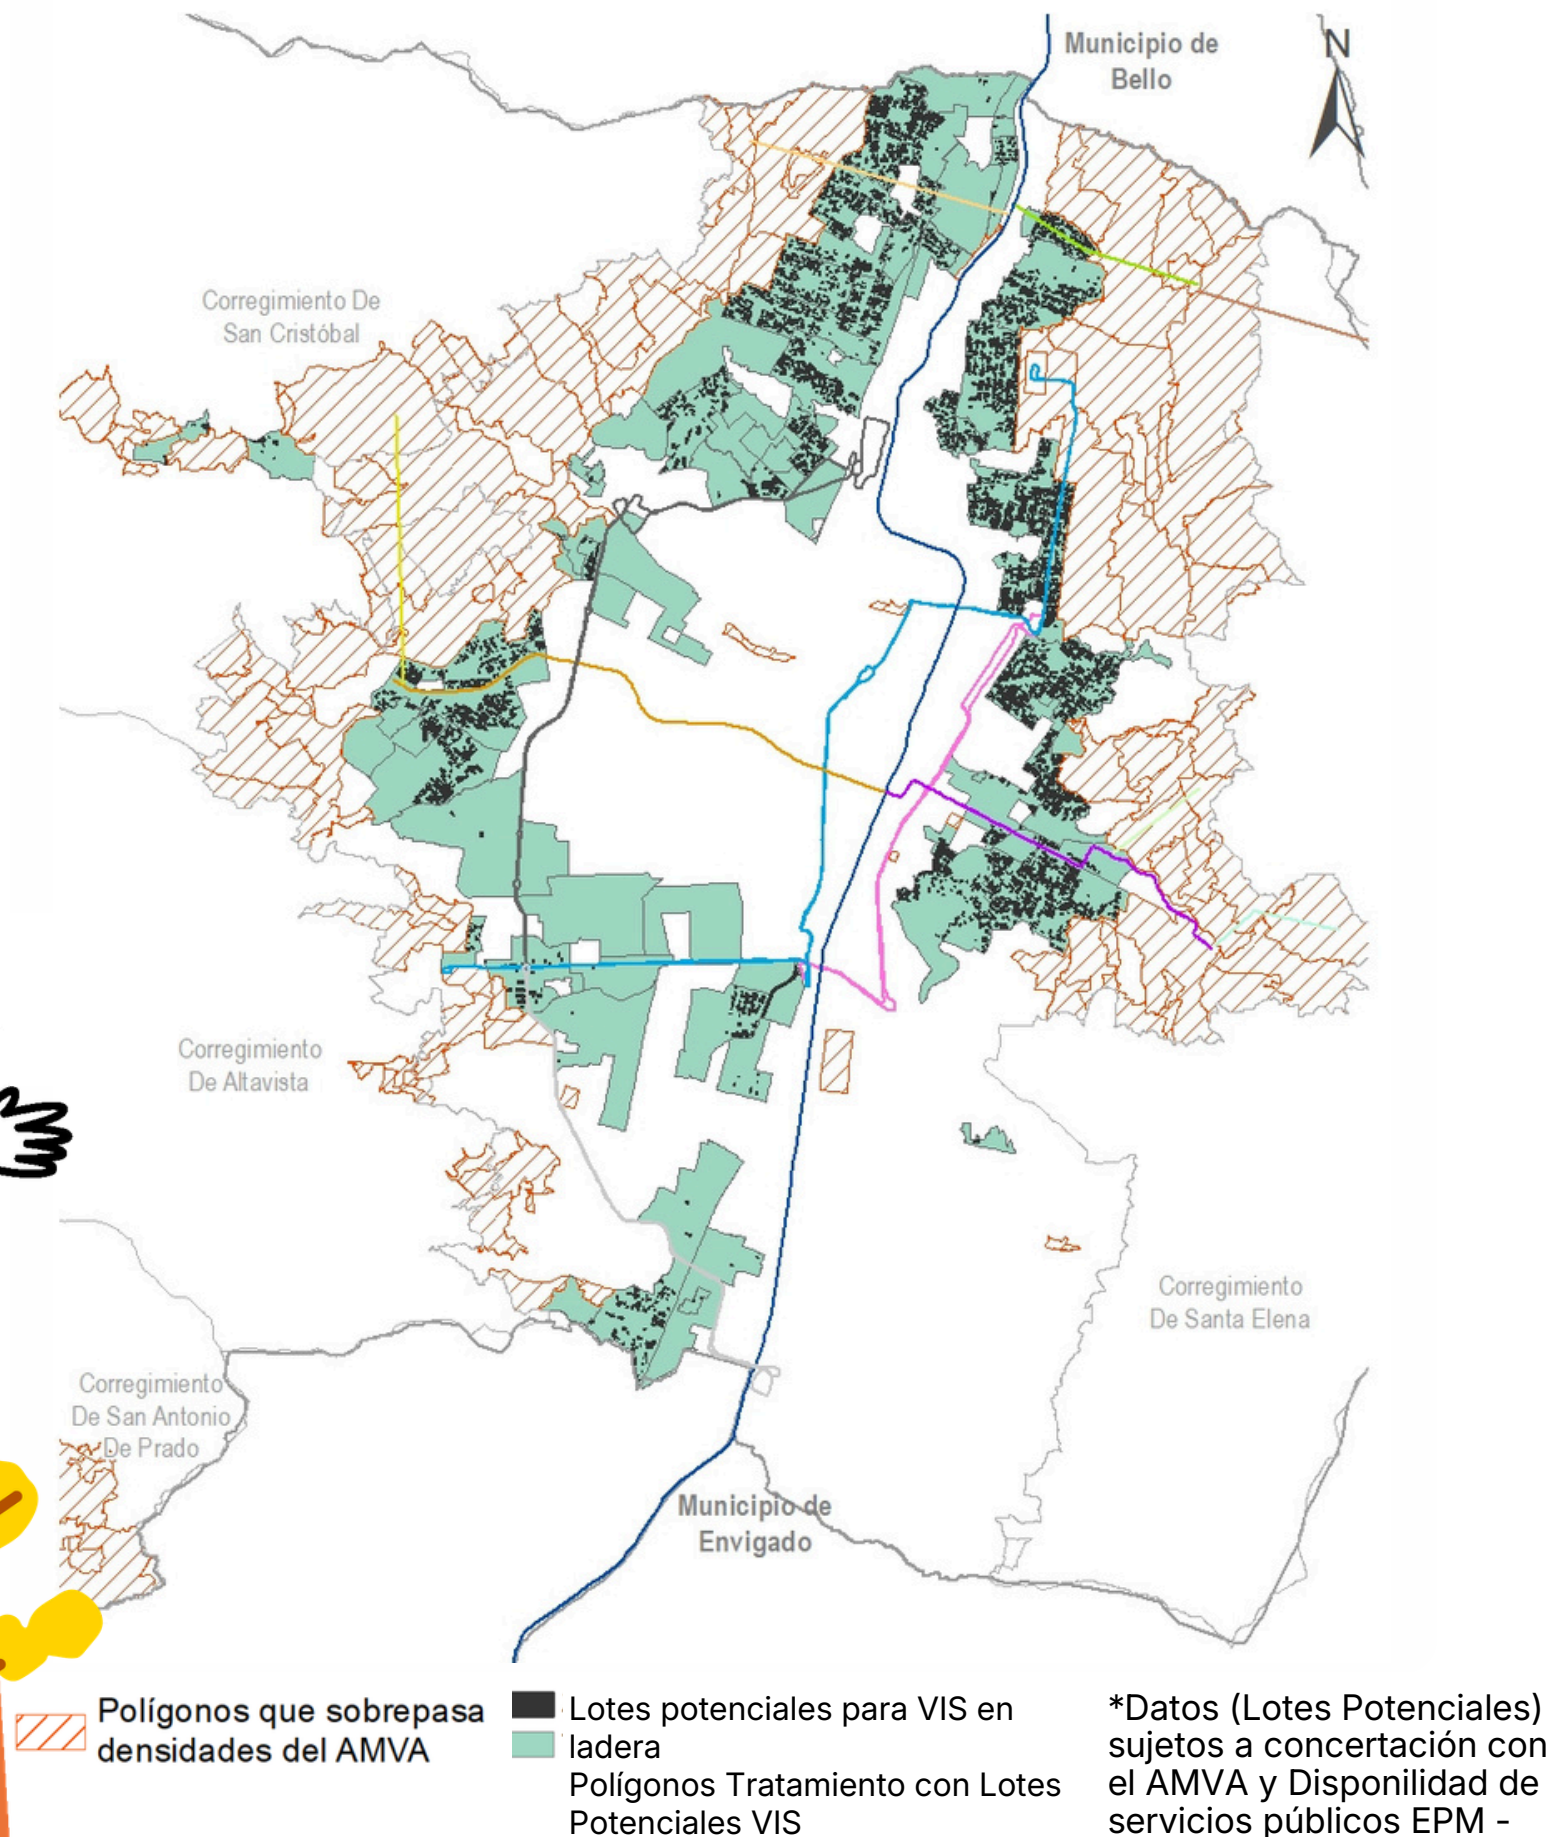 Municipio de
Bello
N
Corregimiento De
San Cristóbal
Corregimiento
De Altavista
Corregimiento
De Santa Elena
Corregimiento
De San Antonio
De Prado
Municipio de
Envigado
Polígonos que sobrepasa
densidades del AMVA
Lotes potenciales para VIS en
ladera
Polígonos Tratamiento con Lotes
Potenciales VIS
*Datos (Lotes Potenciales)
sujetos a concertación con
el AMVA y Disponilidad de
servicios públicos EPM -